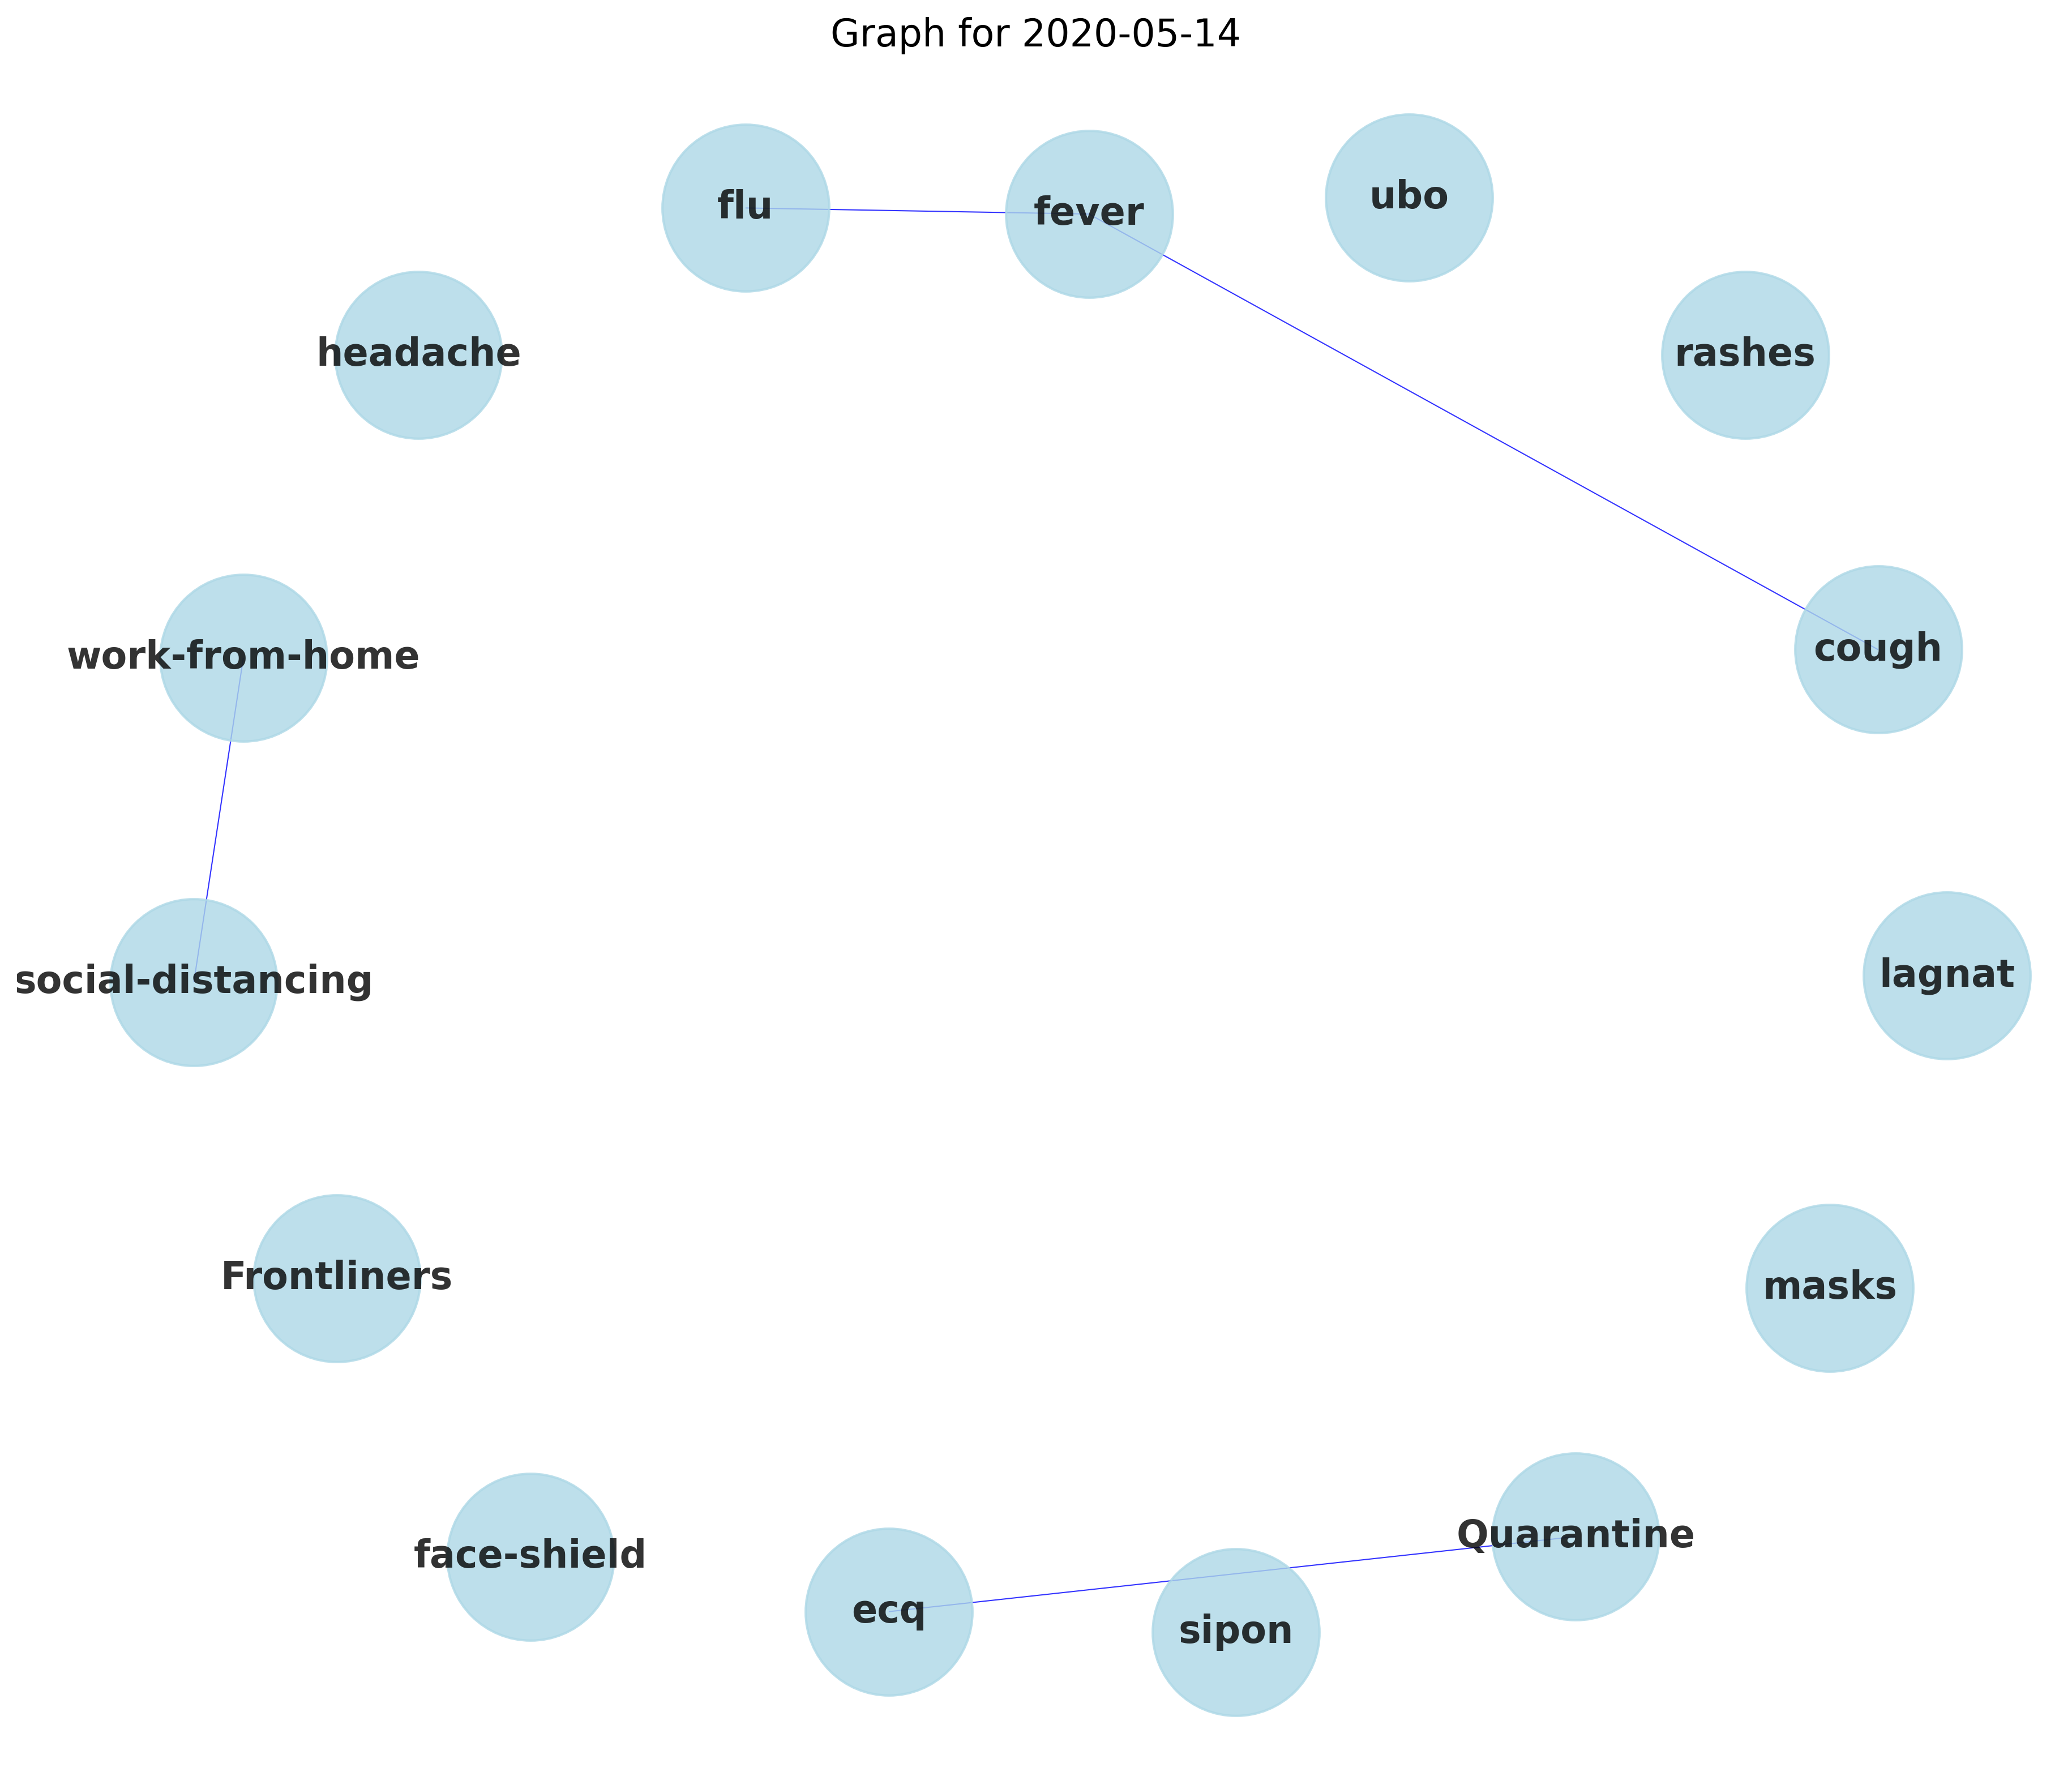 Graph for 2020-05-14
ubo
flu
fever
headache
rashes
work-from-home
cough
social-distancing
lagnat
Frontliners
masks
face-shield
Quarantine
ecq
sipon